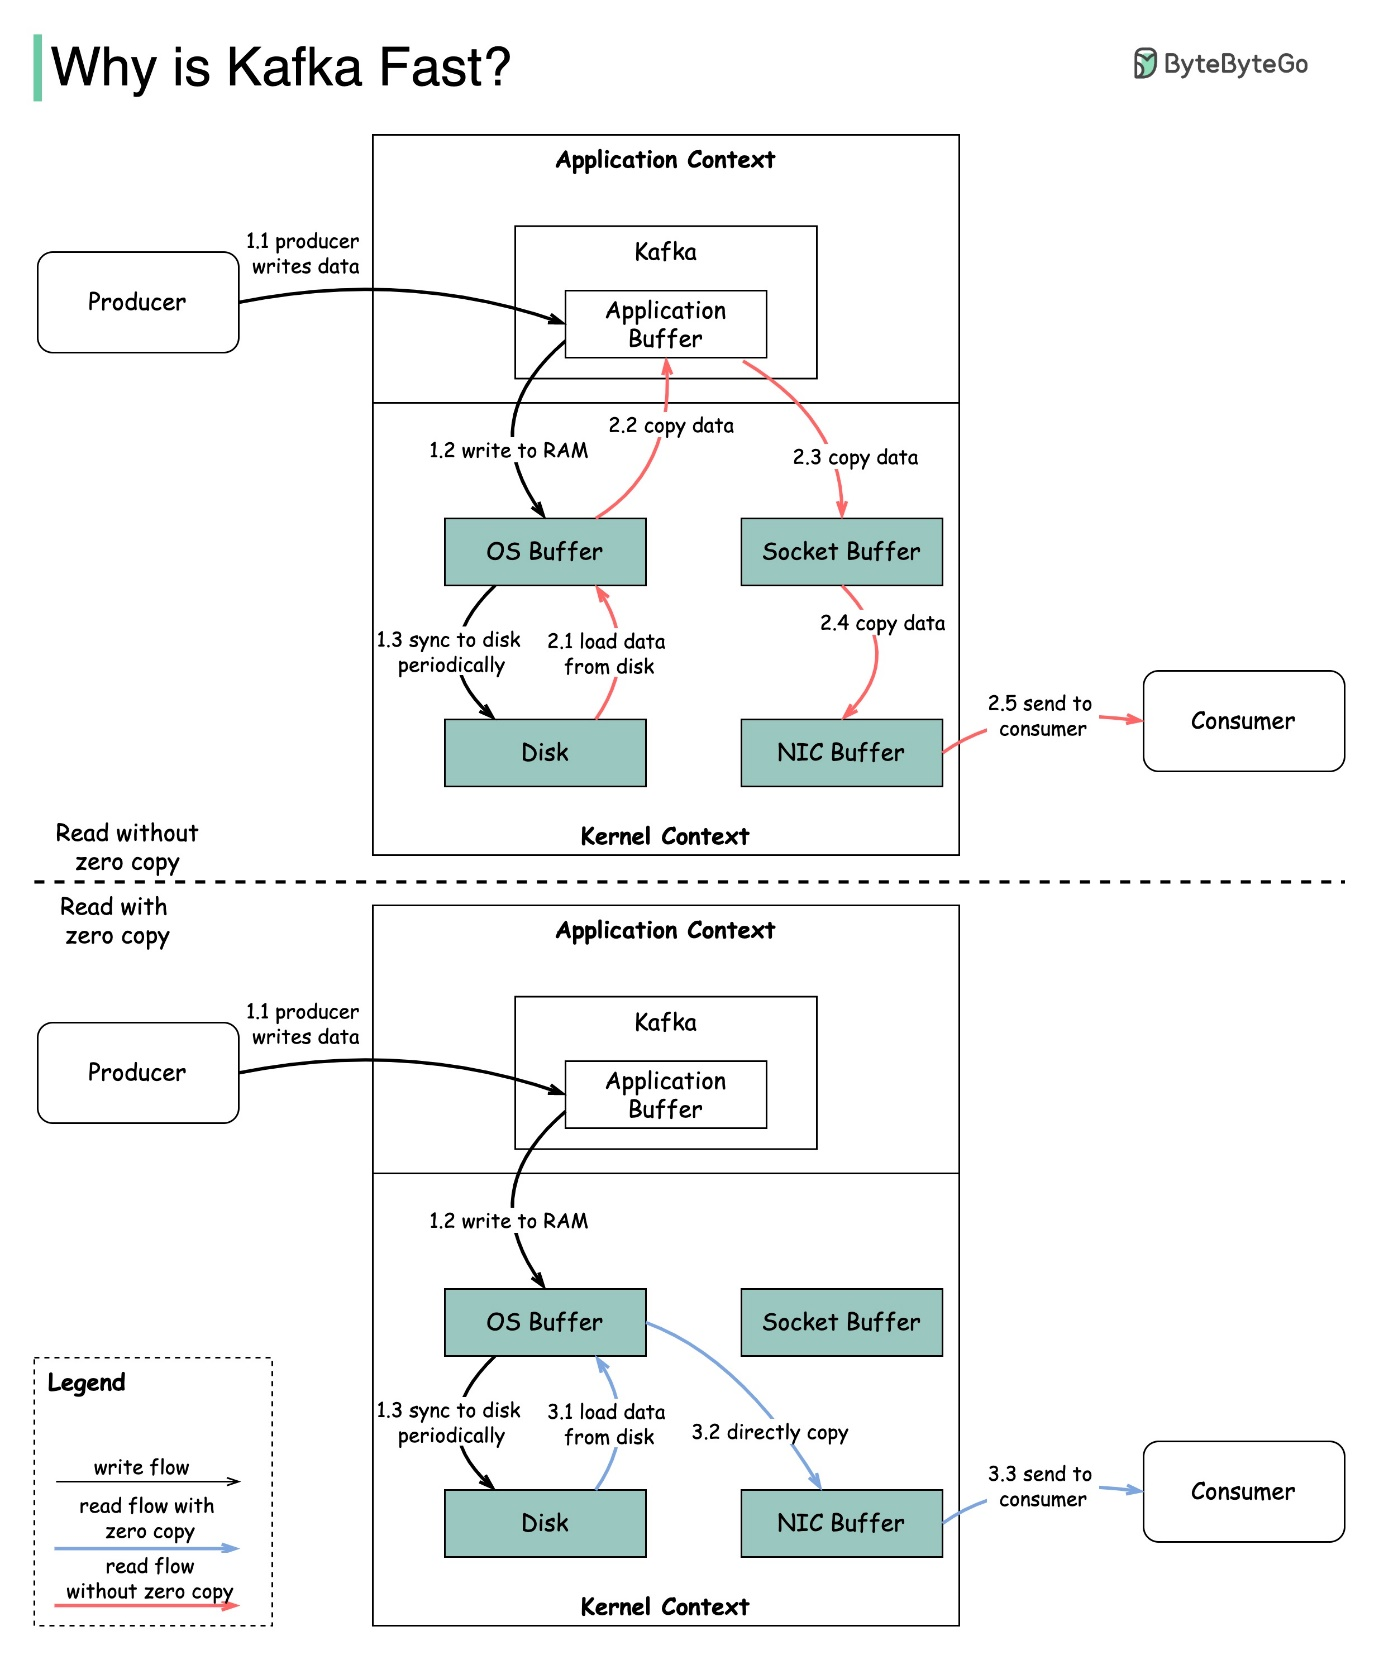 Why is Kafka Fast?
ByteByteGo
Application Context
Kafka
Application
Buffer
1.1 producer
writes data
Producer
2.2 copy data
1.2 write to RAM
2.3 copy data
OS Buffer
Socket Buffer
2.4 copy data
1.3 sync to disk
periodically
2.1 load data
from disk
Disk
NIC Buffer
2.5 send to
consumer
Consumer
Kernel Context
Read without
zero copy
Read with
zero copy
Application Context
Kafka
Application
Buffer
1.1 producer
writes data
Producer
1.2 write to RAM
OS Buffer
Socket Buffer
1.3 sync to disk
periodically
3.1 load data
from disk
3.2 directly copy
Disk
NIC Buffer
3.3 send to
consumer
Consumer
Kernel Context
Legend
write flow
read flow with
zero copy
read flow
without zero copy